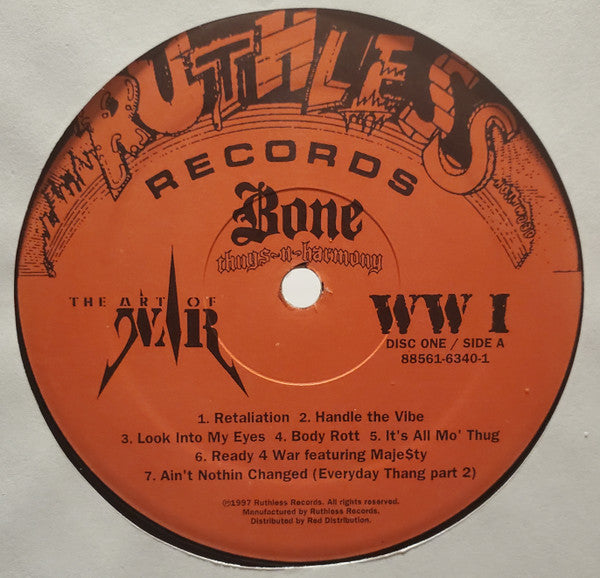 RUTHLESS
RECORDS
Bone
thugs~n~harmony
THE ART OF
WAR
WW I
DISC ONE / SIDE A
88561-6340-1
1. Retaliation 2. Handle the Vibe
3. Look Into My Eyes 4. Body Rott 5. It's All Mo' Thug
6. Ready 4 War featuring Maje$ty
7. Ain't Nothin Changed (Everyday Thang part 2)
℗1997 Ruthless Records. All rights reserved.
Manufactured by Ruthless Records.
Distributed by Red Distribution.